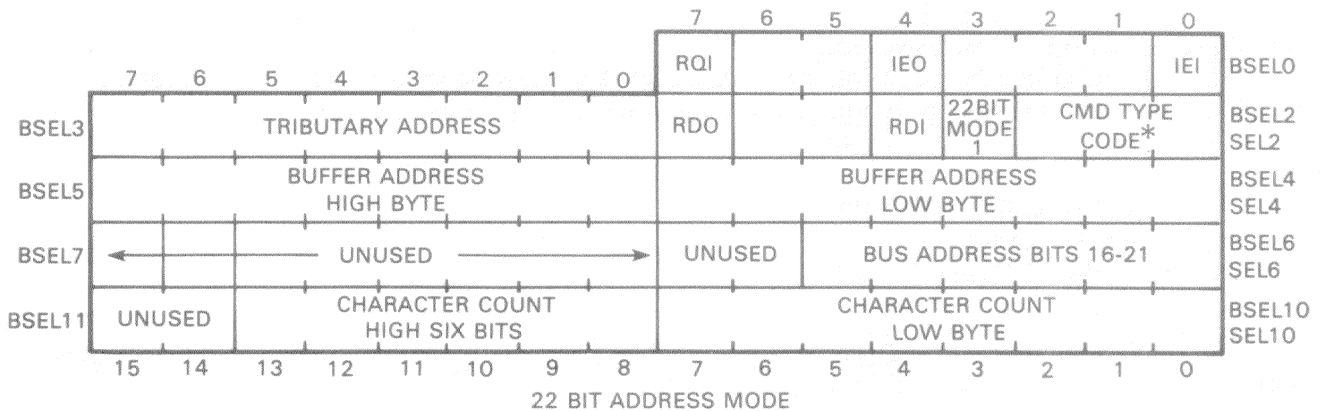 7 6 5 4 3 2 1 0
RQI IEO IEI BSEL0
7 6 5 4 3 2 1 0
BSEL3 TRIBUTARY ADDRESS RDO RDI 22BIT MODE 1 CMD TYPE CODE* BSEL2 SEL2
BSEL5 BUFFER ADDRESS HIGH BYTE BUFFER ADDRESS LOW BYTE BSEL4 SEL4
BSEL7 UNUSED UNUSED BUS ADDRESS BITS 16-21 BSEL6 SEL6
BSEL11 UNUSED CHARACTER COUNT HIGH SIX BITS CHARACTER COUNT LOW BYTE BSEL10 SEL10
15 14 13 12 11 10 9 8 7 6 5 4 3 2 1 0
22 BIT ADDRESS MODE